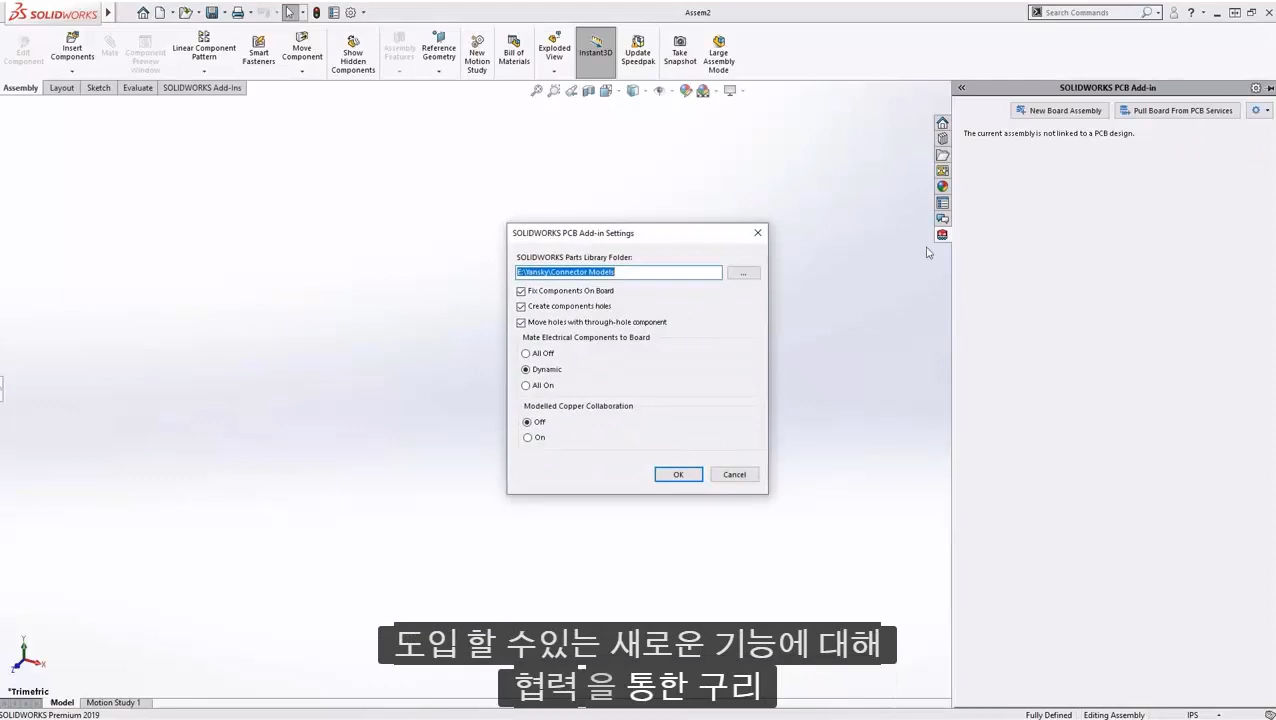 SOLIDWORKS
Assem2
Search Commands
?
Edit Component
Insert Components
Mate
Component Preview Window
Linear Component Pattern
Smart Fasteners
Move Component
Show Hidden Components
Assembly Features
Reference Geometry
New Motion Study
Bill of Materials
Exploded View
Instant3D
Update Speedpak
Take Snapshot
Large Assembly Mode
Assembly
Layout
Sketch
Evaluate
SOLIDWORKS Add-Ins
SOLIDWORKS PCB Add-in
New Board Assembly
Pull Board From PCB Services
The current assembly is not linked to a PCB design.
SOLIDWORKS PCB Add-in Settings
SOLIDWORKS Parts Library Folder:
E:\Yansky\Connector Models
...
Fix Components On Board
Create components holes
Move holes with through-hole component
Mate Electrical Components to Board
All Off
Dynamic
All On
Modelled Copper Collaboration
Off
On
OK
Cancel
도입 할 수있는 새로운 기능에 대해
협력 을 통한 구리
Y
X
Z
*Trimetric
Model
Motion Study 1
SOLIDWORKS Premium 2019
Fully Defined
Editing Assembly
IPS